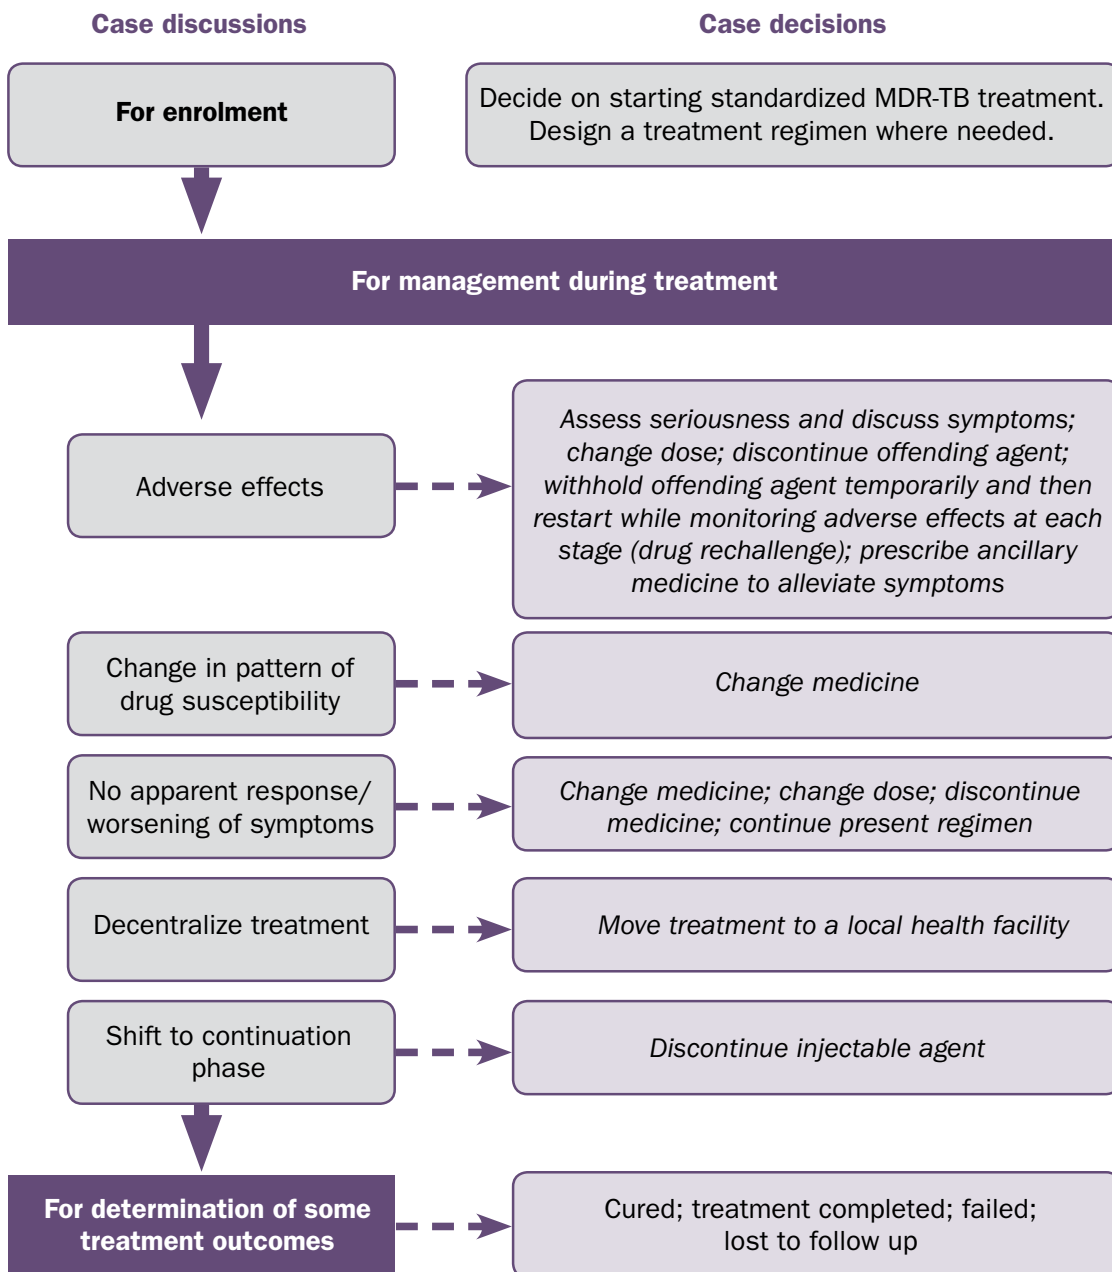 Case discussions
Case decisions
For enrolment
Decide on starting standardized MDR-TB treatment.
Design a treatment regimen where needed.
For management during treatment
Adverse effects
Assess seriousness and discuss symptoms;
change dose; discontinue offending agent;
withhold offending agent temporarily and then
restart while monitoring adverse effects at each
stage (drug rechallenge); prescribe ancillary
medicine to alleviate symptoms
Change in pattern of
drug susceptibility
Change medicine
No apparent response/
worsening of symptoms
Change medicine; change dose; discontinue
medicine; continue present regimen
Decentralize treatment
Move treatment to a local health facility
Shift to continuation
phase
Discontinue injectable agent
For determination of some
treatment outcomes
Cured; treatment completed; failed;
lost to follow up